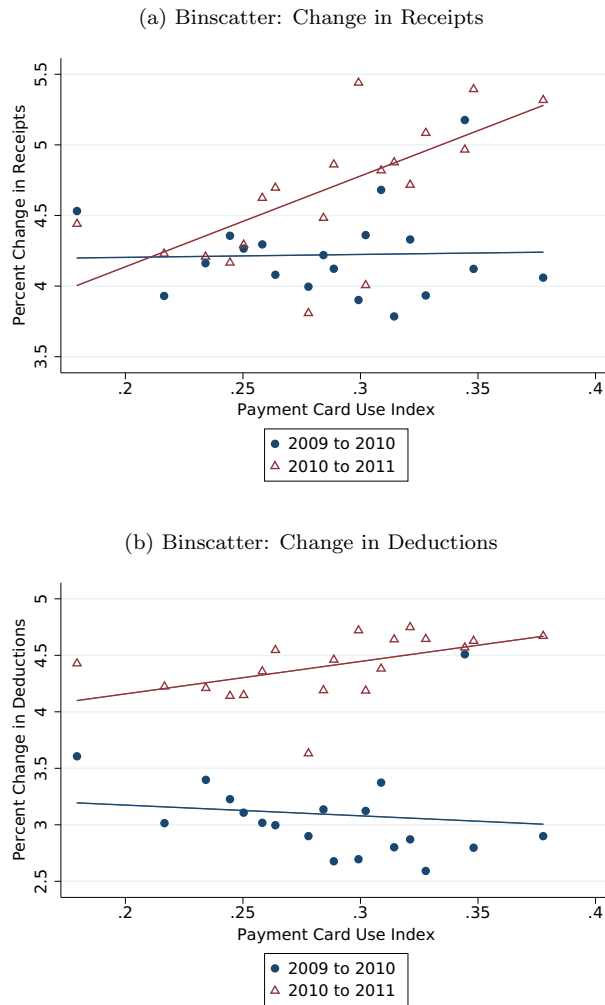 (a) Binscatter: Change in Receipts
Percent Change in Receipts
5.5
5
4.5
4
3.5
.2 .25 .3 .35 .4
Payment Card Use Index
2009 to 2010
2010 to 2011
(b) Binscatter: Change in Deductions
Percent Change in Deductions
5
4.5
4
3.5
3
2.5
.2 .25 .3 .35 .4
Payment Card Use Index
2009 to 2010
2010 to 2011